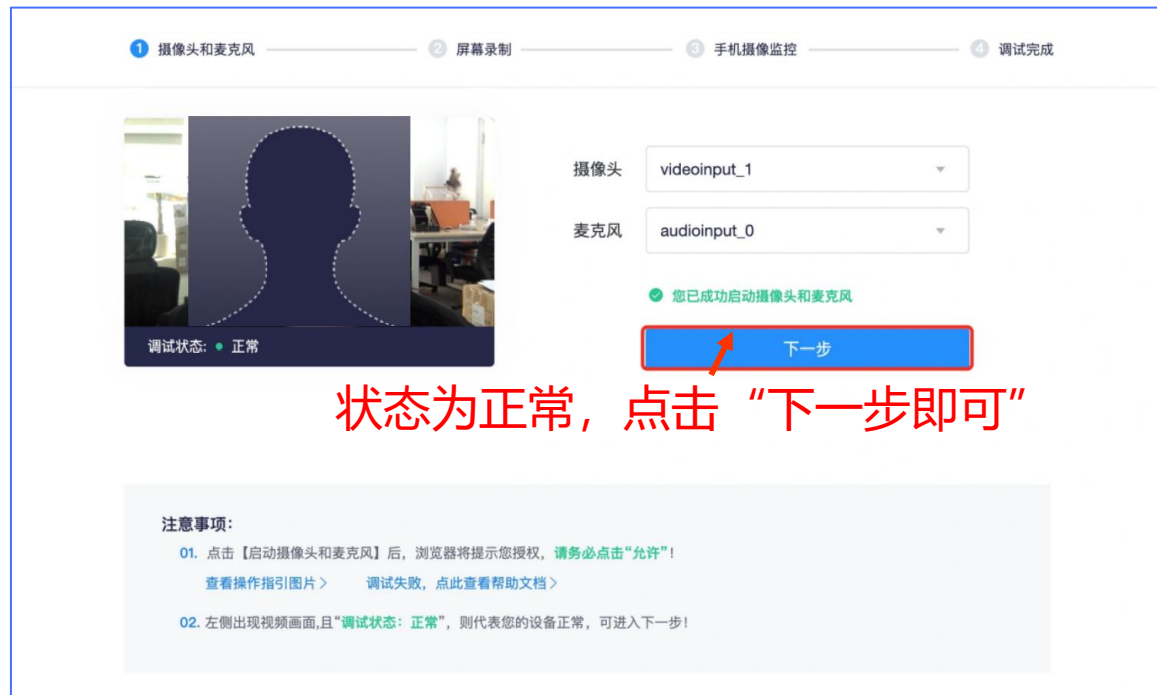 1 摄像头和麦克风 2 屏幕录制 3 手机摄像监控 4 调试完成
摄像头 videoinput_1
麦克风 audioinput_0
您已成功启动摄像头和麦克风
调试状态: 正常
下一步
状态为正常，点击“下一步即可”
注意事项：
01. 点击【启动摄像头和麦克风】后，浏览器将提示您授权，请务必点击“允许”！
查看操作指引图片> 调试失败，点此查看帮助文档>
02. 左侧出现视频画面,且“调试状态：正常”，则代表您的设备正常，可进入下一步！